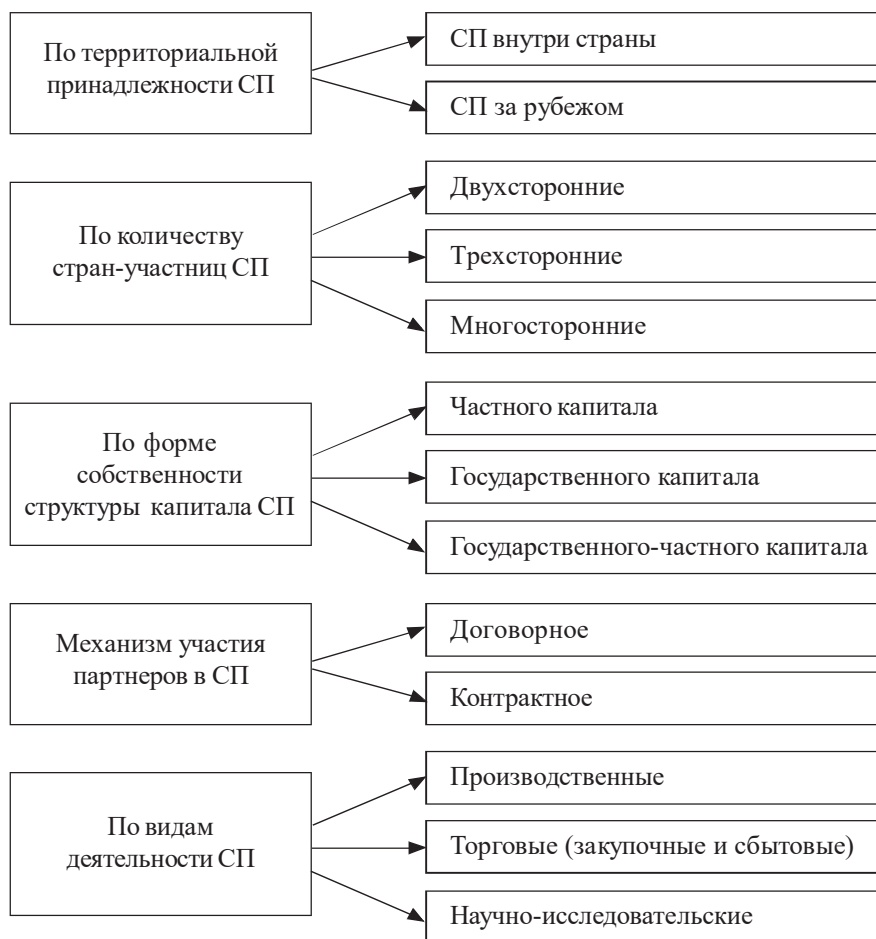 По территориальной
принадлежности СП
СП внутри страны
СП за рубежом
По количеству
стран-участниц СП
Двухсторонние
Трехсторонние
Многосторонние
По форме
собственности
структуры капитала СП
Частного капитала
Государственного капитала
Государственного-частного капитала
Механизм участия
партнеров в СП
Договорное
Контрактное
По видам
деятельности СП
Производственные
Торговые (закупочные и сбытовые)
Научно-исследовательские